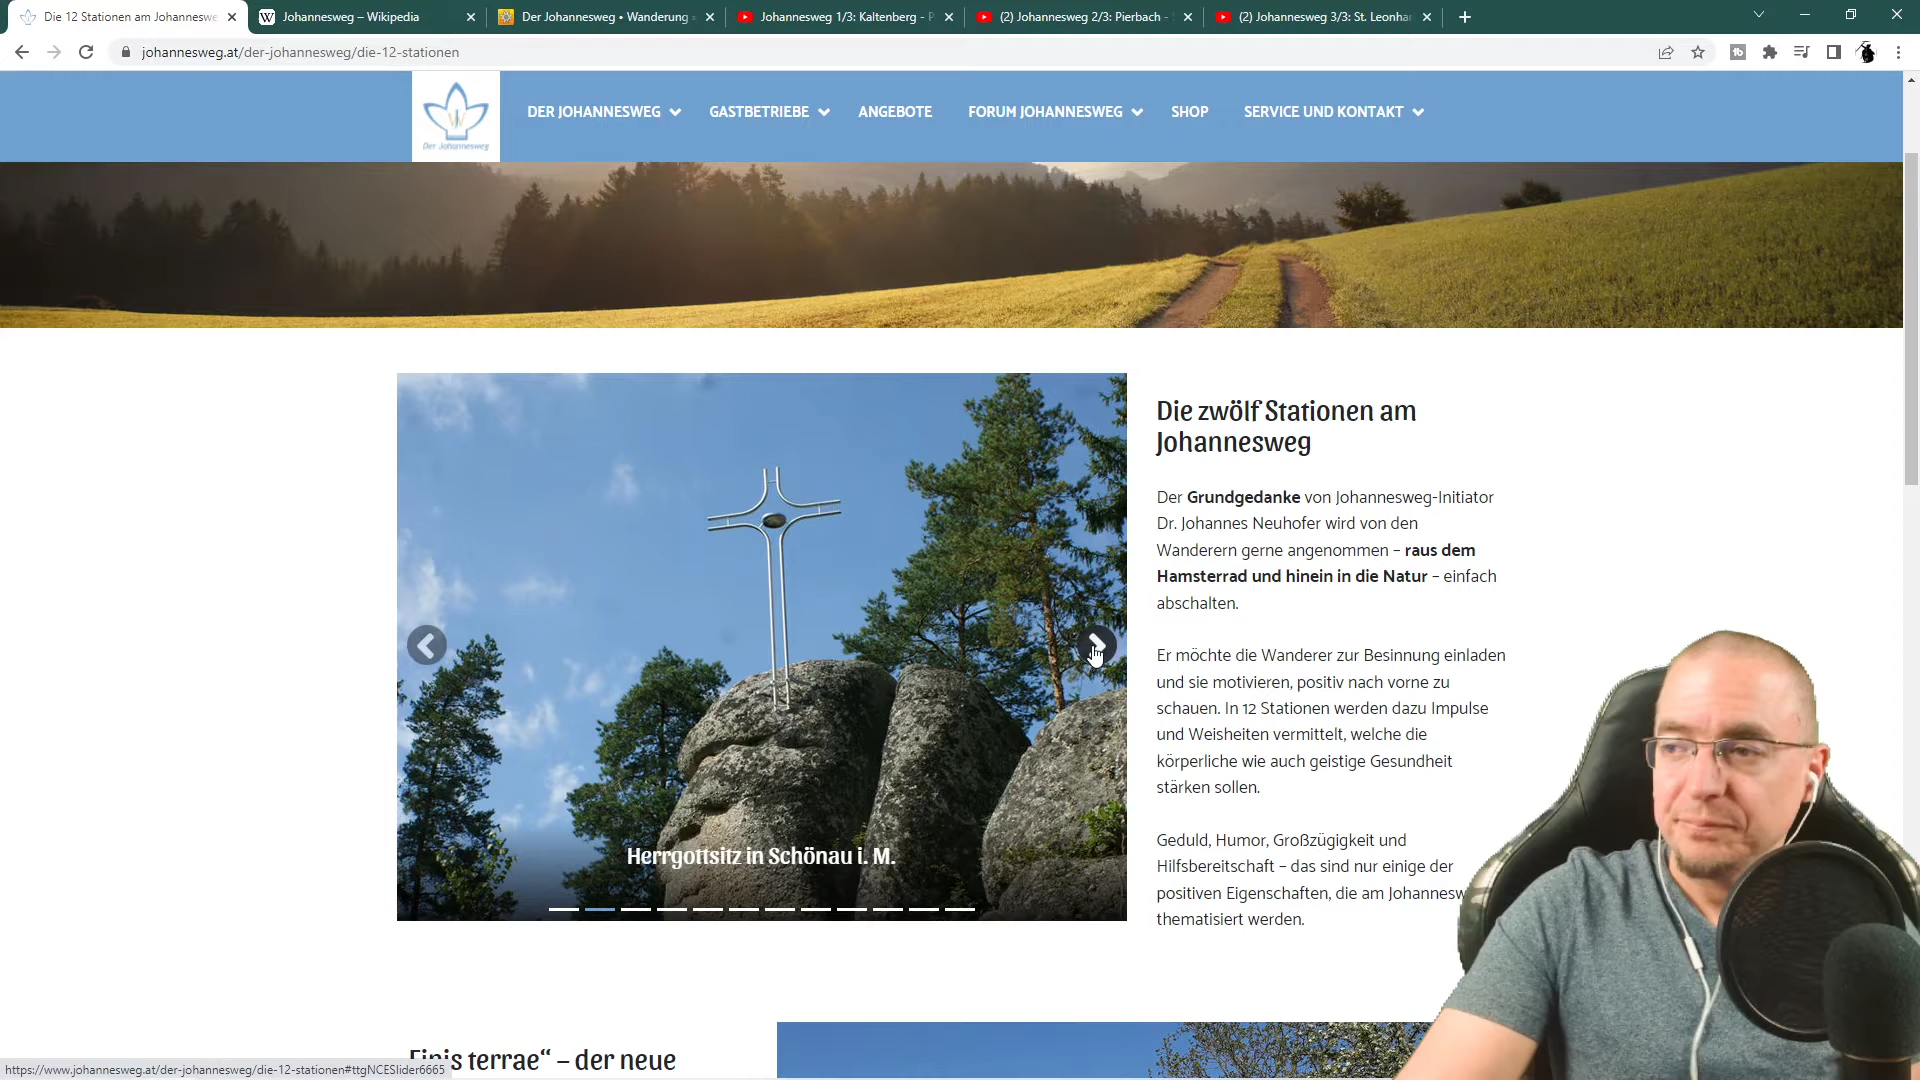 Die 12 Stationen am Johanneswe
Johannesweg – Wikipedia
Der Johannesweg • Wanderung
Johannesweg 1/3: Kaltenberg - P
(2) Johannesweg 2/3: Pierbach -
(2) Johannesweg 3/3: St. Leonha
johannesweg.at/der-johannesweg/die-12-stationen
Der Johannesweg
DER JOHANNESWEG
GASTBETRIEBE
ANGEBOTE
FORUM JOHANNESWEG
SHOP
SERVICE UND KONTAKT
Herrgottsitz in Schönau i. M.
Die zwölf Stationen am
Johannesweg
Der Grundgedanke von Johannesweg-Initiator
Dr. Johannes Neuhofer wird von den
Wanderern gerne angenommen – raus dem
Hamsterrad und hinein in die Natur – einfach
abschalten.
Er möchte die Wanderer zur Besinnung einladen
und sie motivieren, positiv nach vorne zu
schauen. In 12 Stationen werden dazu Impulse
und Weisheiten vermittelt, welche die
körperliche wie auch geistige Gesundheit
stärken sollen.
Geduld, Humor, Großzügigkeit und
Hilfsbereitschaft – das sind nur einige der
positiven Eigenschaften, die am Johannesw
thematisiert werden.
Finis terrae“ – der neue
https://www.johannesweg.at/der-johannesweg/die-12-stationen#ttgNCESlider6665